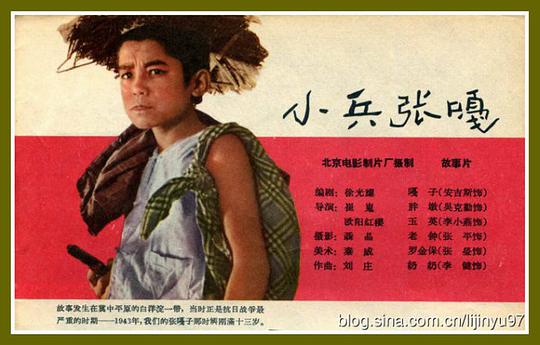 小兵张嘎
北京电影制片厂摄制 故事片
编剧：徐光耀 嘎子(安吉斯饰)
导演：崔嵬 胖墩(吴克勤饰)
欧阳红樱 玉英(李小燕饰)
摄影：聂晶 老钟(张平饰)
美术：秦威 罗金保(张莹饰)
作曲：刘庄 奶奶(李健饰)
故事发生在冀中平原的白洋淀一带，当时正是抗日战争最
严重的时期——1943年，我们的张嘎子那时候刚满十三岁。
blog.sina.com.cn/lijinyu97